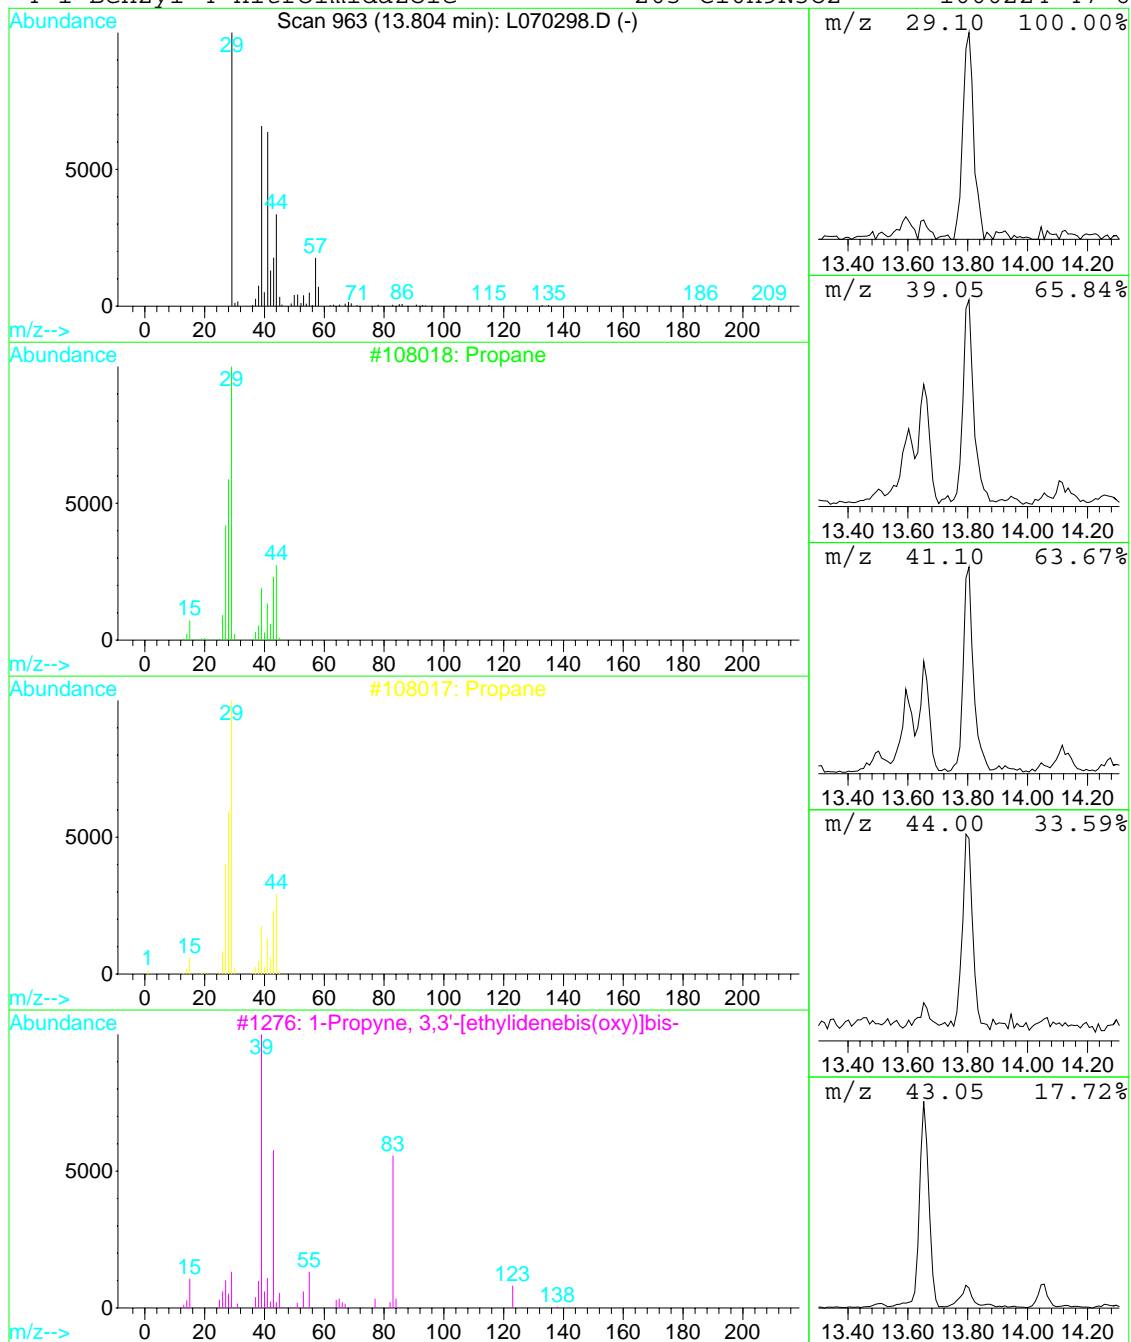 Scan 963 (13.804 min): L070298.D (-)
Abundance
29
44
57
71
86
115
135
186
209
5000
0
0 20 40 60 80 100 120 140 160 180 200
m/z-->
m/z 29.10 100.00%
13.40 13.60 13.80 14.00 14.20
Abundance
#108018: Propane
29
44
15
5000
0
0 20 40 60 80 100 120 140 160 180 200
m/z-->
m/z 39.05 65.84%
13.40 13.60 13.80 14.00 14.20
Abundance
#108017: Propane
29
44
15
1
5000
0
0 20 40 60 80 100 120 140 160 180 200
m/z-->
m/z 41.10 63.67%
13.40 13.60 13.80 14.00 14.20
Abundance
#1276: 1-Propyne, 3,3'-[ethylidenebis(oxy)]bis-
39
83
55
15
123
138
5000
0
0 20 40 60 80 100 120 140 160 180 200
m/z-->
m/z 44.00 33.59%
13.40 13.60 13.80 14.00 14.20
m/z 43.05 17.72%
13.40 13.60 13.80 14.00 14.20